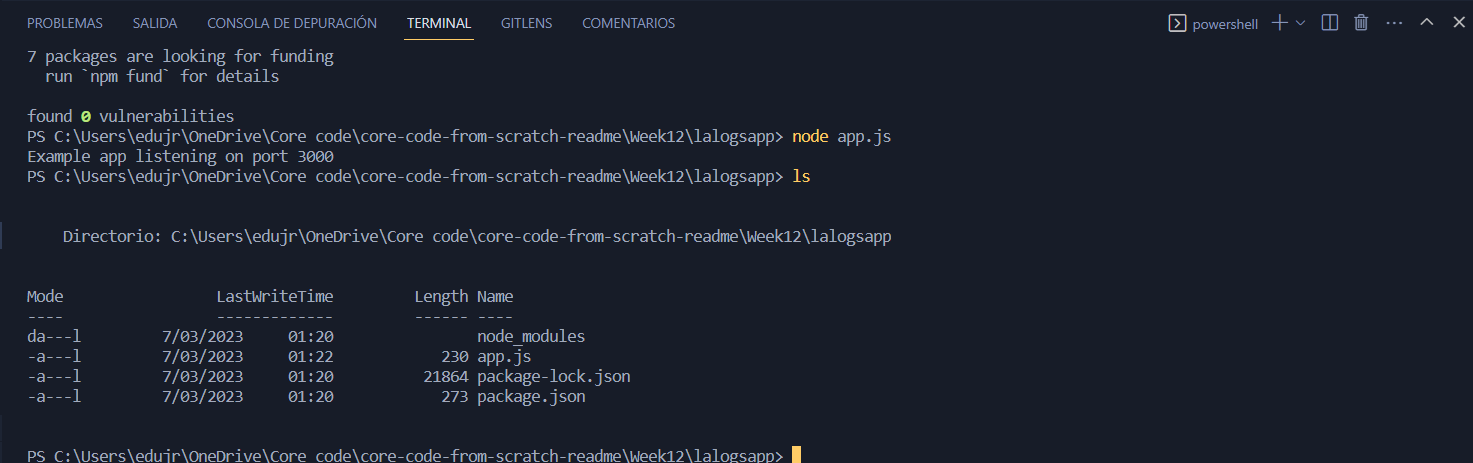 PROBLEMAS SALIDA CONSOLA DE DEPURACIÓN TERMINAL GITLENS COMENTARIOS powershell
7 packages are looking for funding
  run `npm fund` for details

found 0 vulnerabilities
PS C:\Users\edujr\OneDrive\Core code\core-code-from-scratch-readme\Week12\lalogsapp> node app.js
Example app listening on port 3000
PS C:\Users\edujr\OneDrive\Core code\core-code-from-scratch-readme\Week12\lalogsapp> ls

    Directorio: C:\Users\edujr\OneDrive\Core code\core-code-from-scratch-readme\Week12\lalogsapp

Mode                 LastWriteTime         Length Name
----                 -------------         ------ ----
da---l         7/03/2023     01:20                node_modules
-a---l         7/03/2023     01:22            230 app.js
-a---l         7/03/2023     01:20          21864 package-lock.json
-a---l         7/03/2023     01:20            273 package.json

PS C:\Users\edujr\OneDrive\Core code\core-code-from-scratch-readme\Week12\lalogsapp>